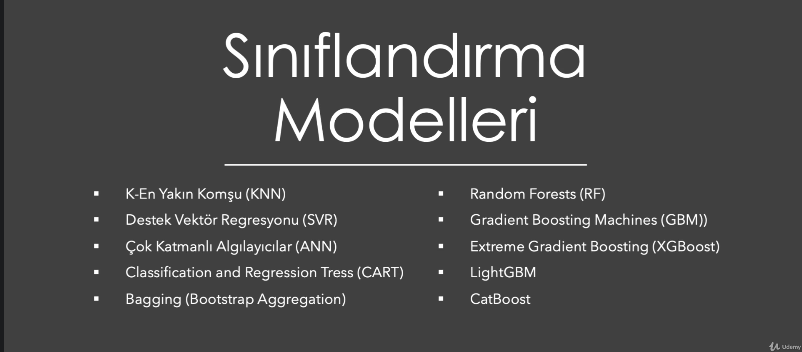 Sınıflandırma
Modelleri
K-En Yakın Komşu (KNN)
Destek Vektör Regresyonu (SVR)
Çok Katmanlı Algılayıcılar (ANN)
Classification and Regression Tress (CART)
Bagging (Bootstrap Aggregation)
Random Forests (RF)
Gradient Boosting Machines (GBM))
Extreme Gradient Boosting (XGBoost)
LightGBM
CatBoost
Udemy